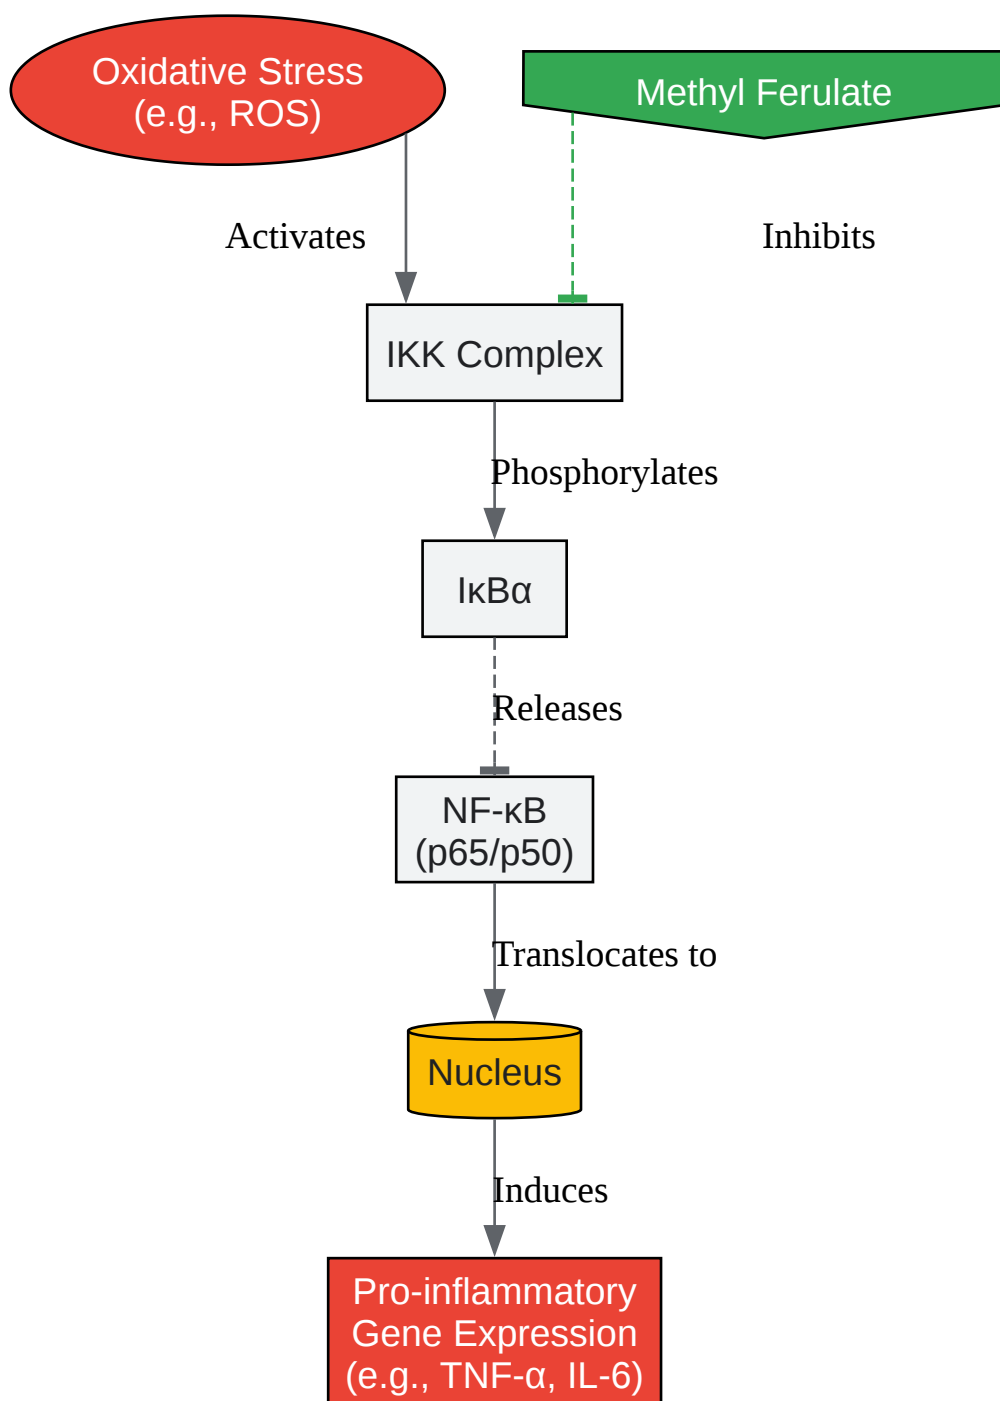 Oxidative Stress
(e.g., ROS)
Methyl Ferulate
Activates
Inhibits
IKK Complex
Phosphorylates
IκBα
Releases
NF-κB
(p65/p50)
Translocates to
Nucleus
Induces
Pro-inflammatory
Gene Expression
(e.g., TNF-α, IL-6)